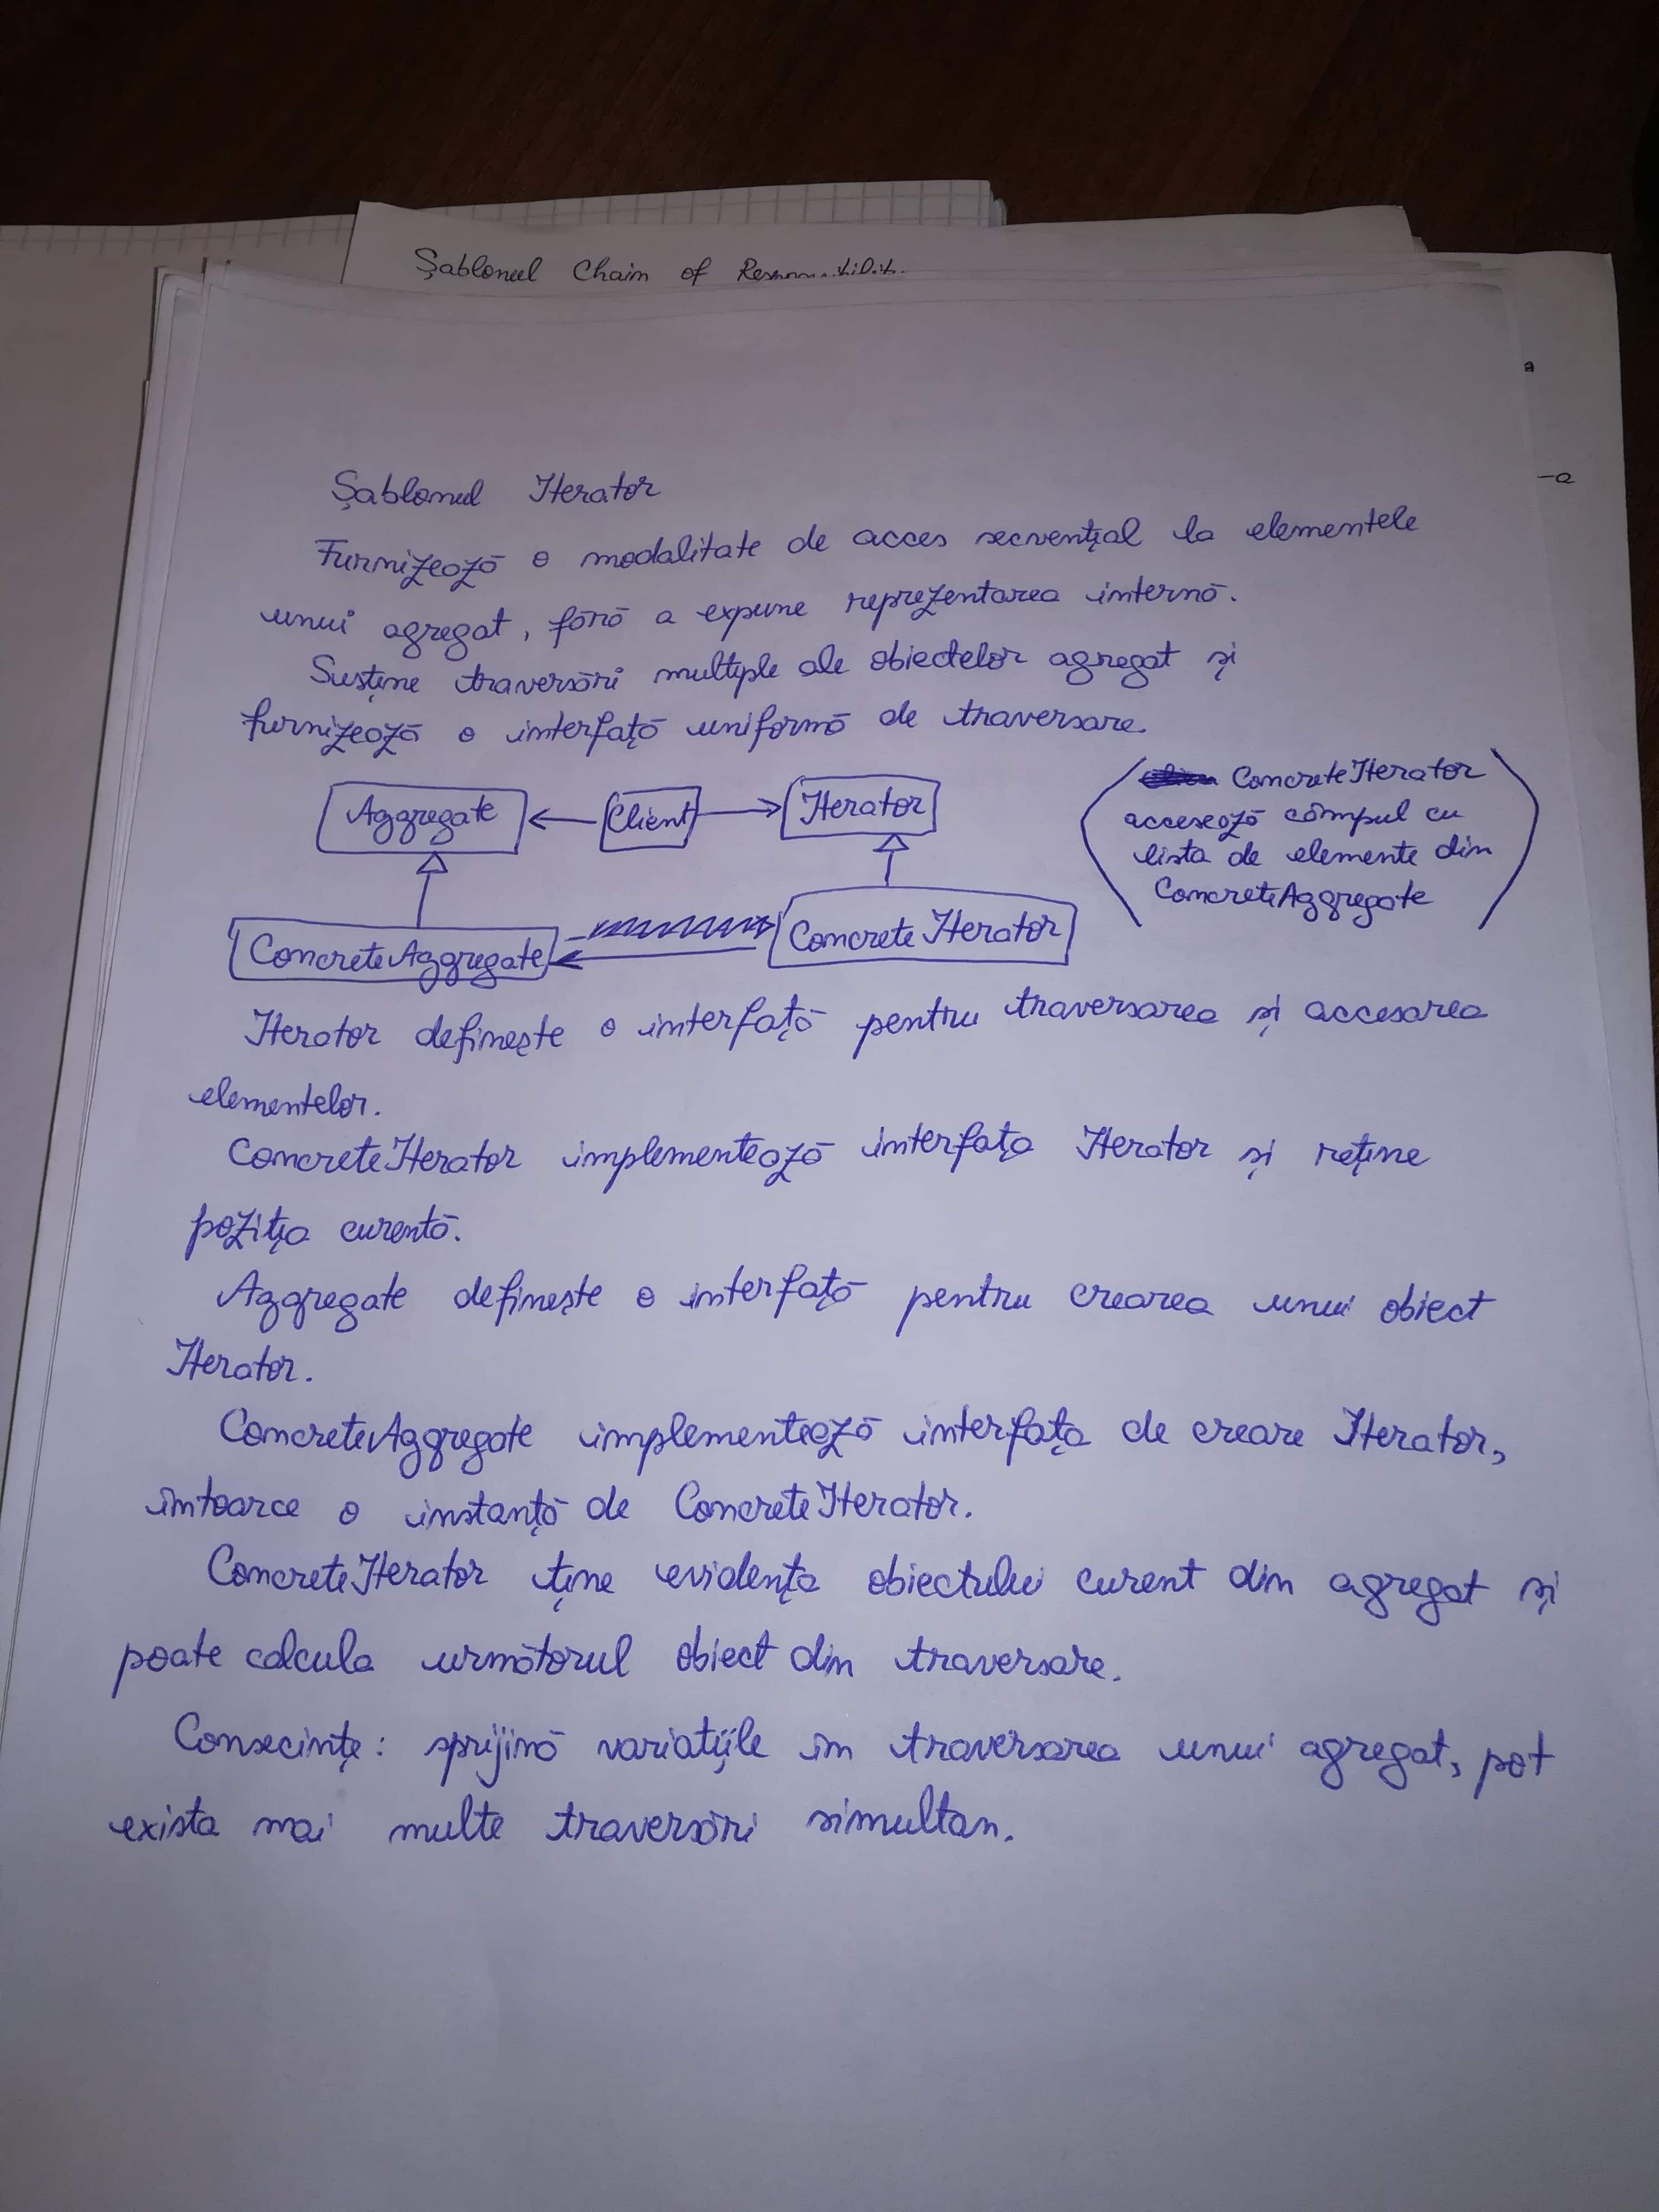 Șablonul Chain of
Șablonul Iterator
Furnizează o modalitate de acces secvențial la elementele
unui agregat, fără a expune reprezentarea internă.
Susține traversări multiple ale obiectelor agregat și
furnizează o interfață uniformă de traversare.
Aggregate
Client
Iterator
ConcreteAggregate
ConcreteIterator
ConcreteIterator
accesează câmpul cu
lista de elemente din
ConcreteAggregate
Iterator definește o interfață pentru traversarea și accesarea
elementelor.
ConcreteIterator implementează interfața Iterator și reține
poziția curentă.
Aggregate definește o interfață pentru crearea unui obiect
Iterator.
ConcreteAggregate implementează interfața de creare Iterator,
întoarce o instanță de ConcreteIterator.
ConcreteIterator ține evidența obiectului curent din agregat și
poate calcula următorul obiect din traversare.
Consecințe: sprijină variațiile în traversarea unui agregat, pot
exista mai multe traversări simultan.